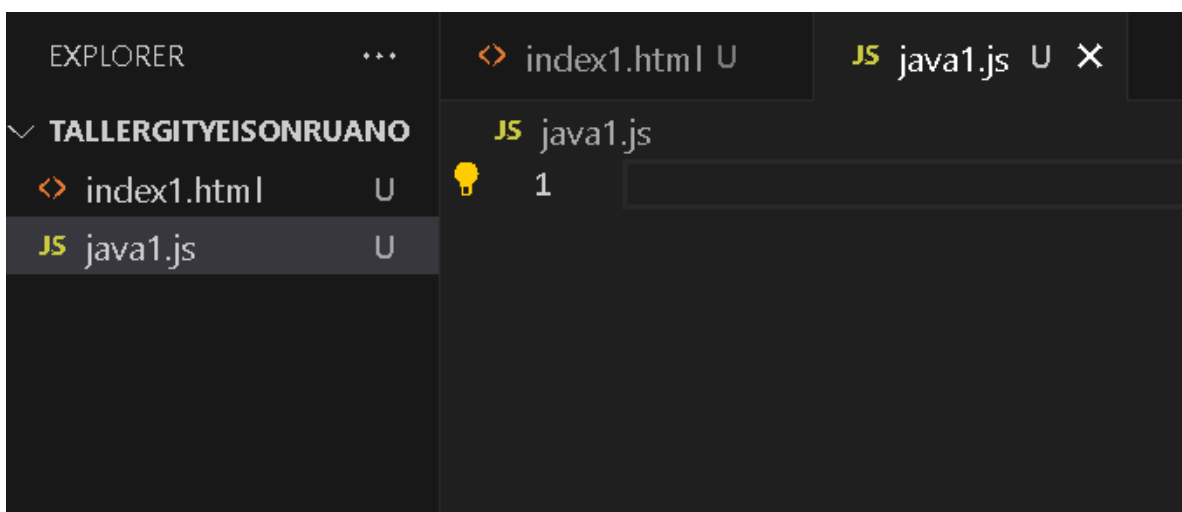 EXPLORER ···
TALLERGITYEISONRUANO
<> index1.html U
JS java1.js U
<> index1.html U JS java1.js U ×
JS java1.js
1